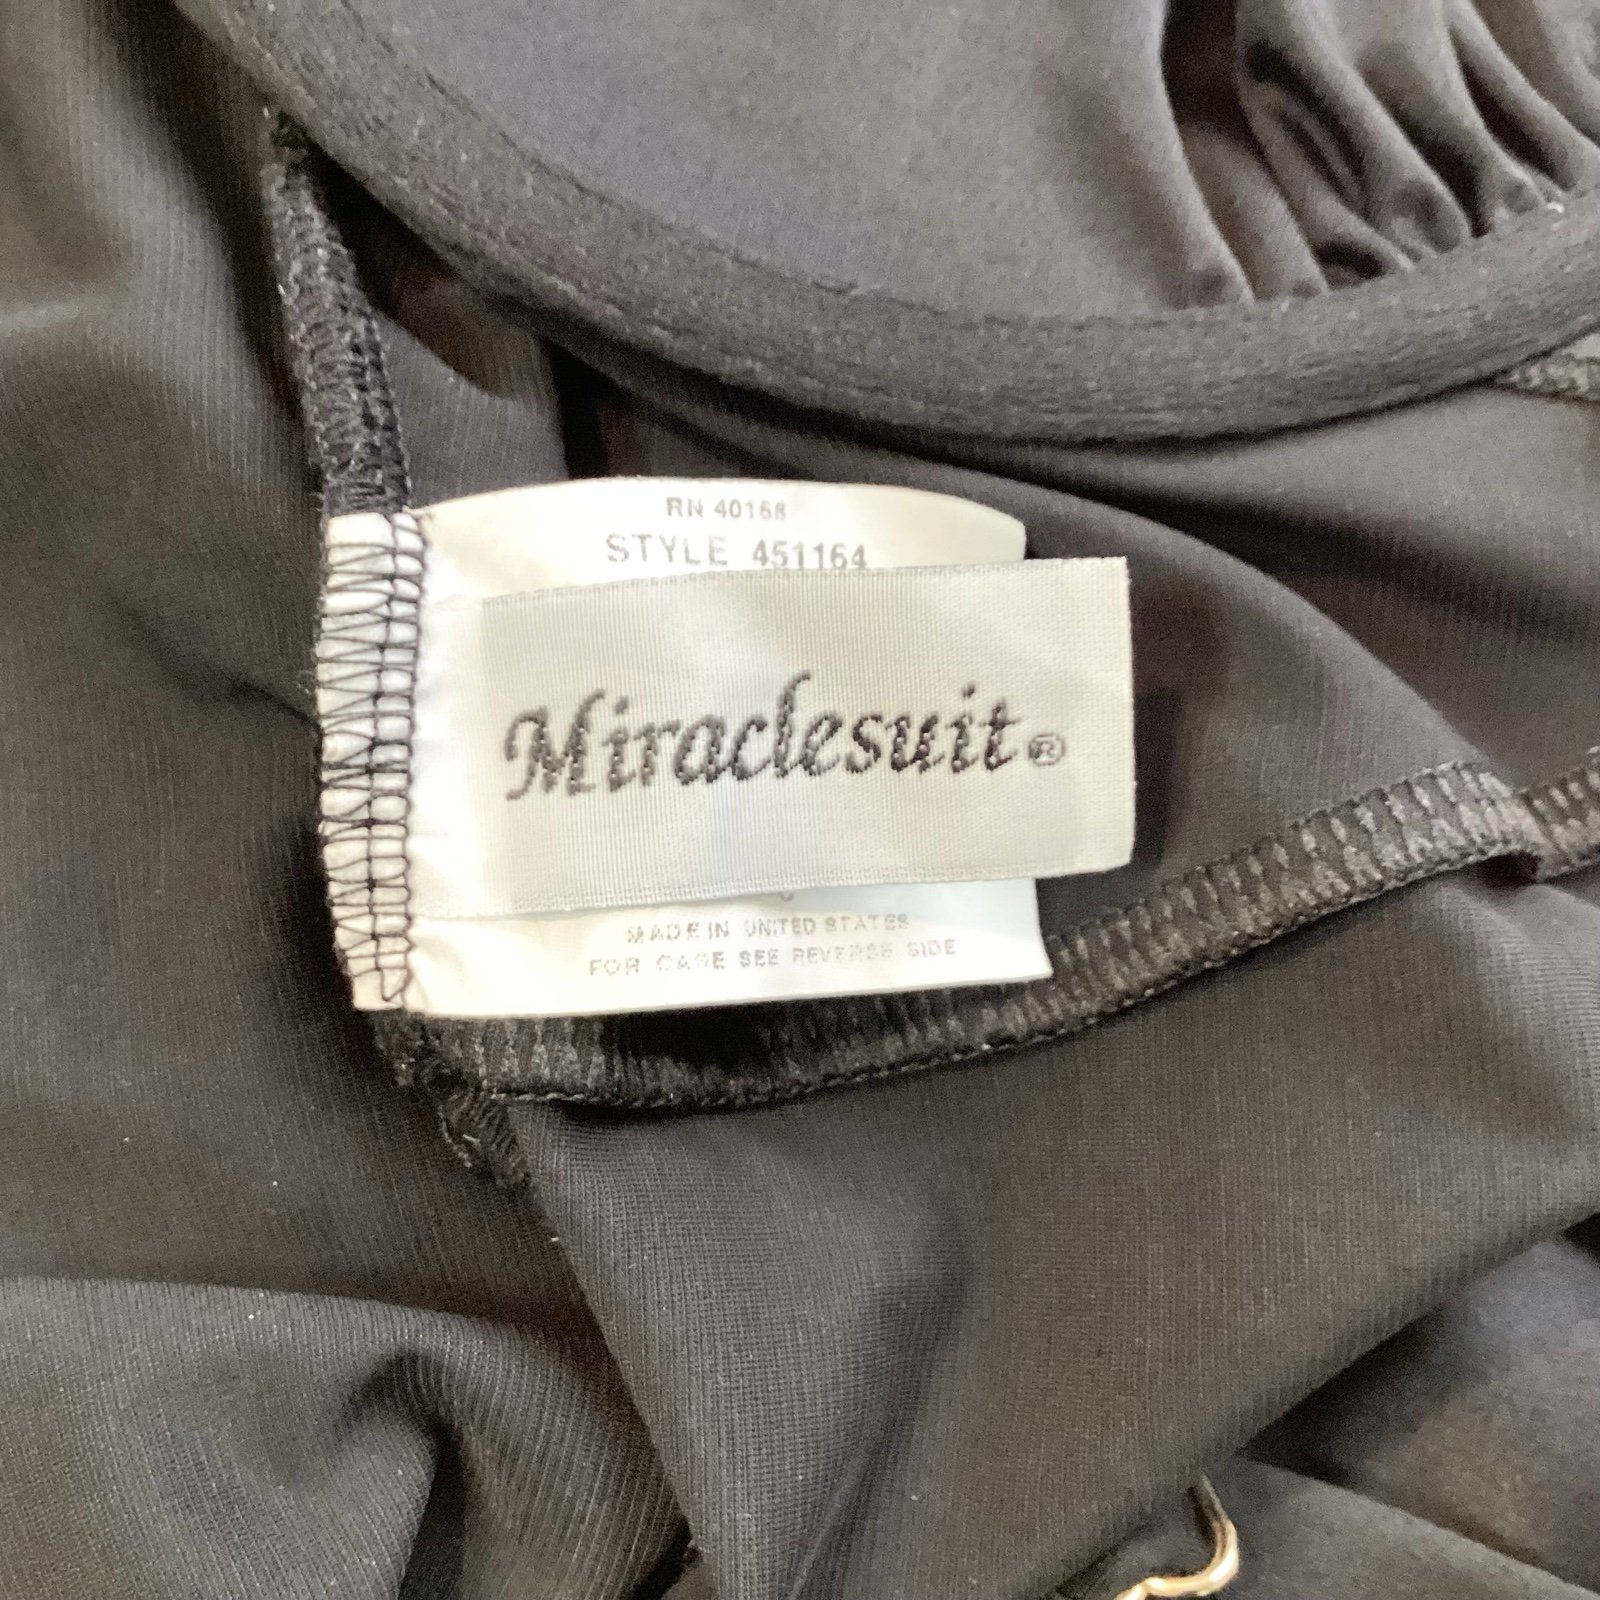 RN 40168
STYLE 451164
Miraclesuit®
MADE IN UNITED STATES
FOR CARE SEE REVERSE SIDE